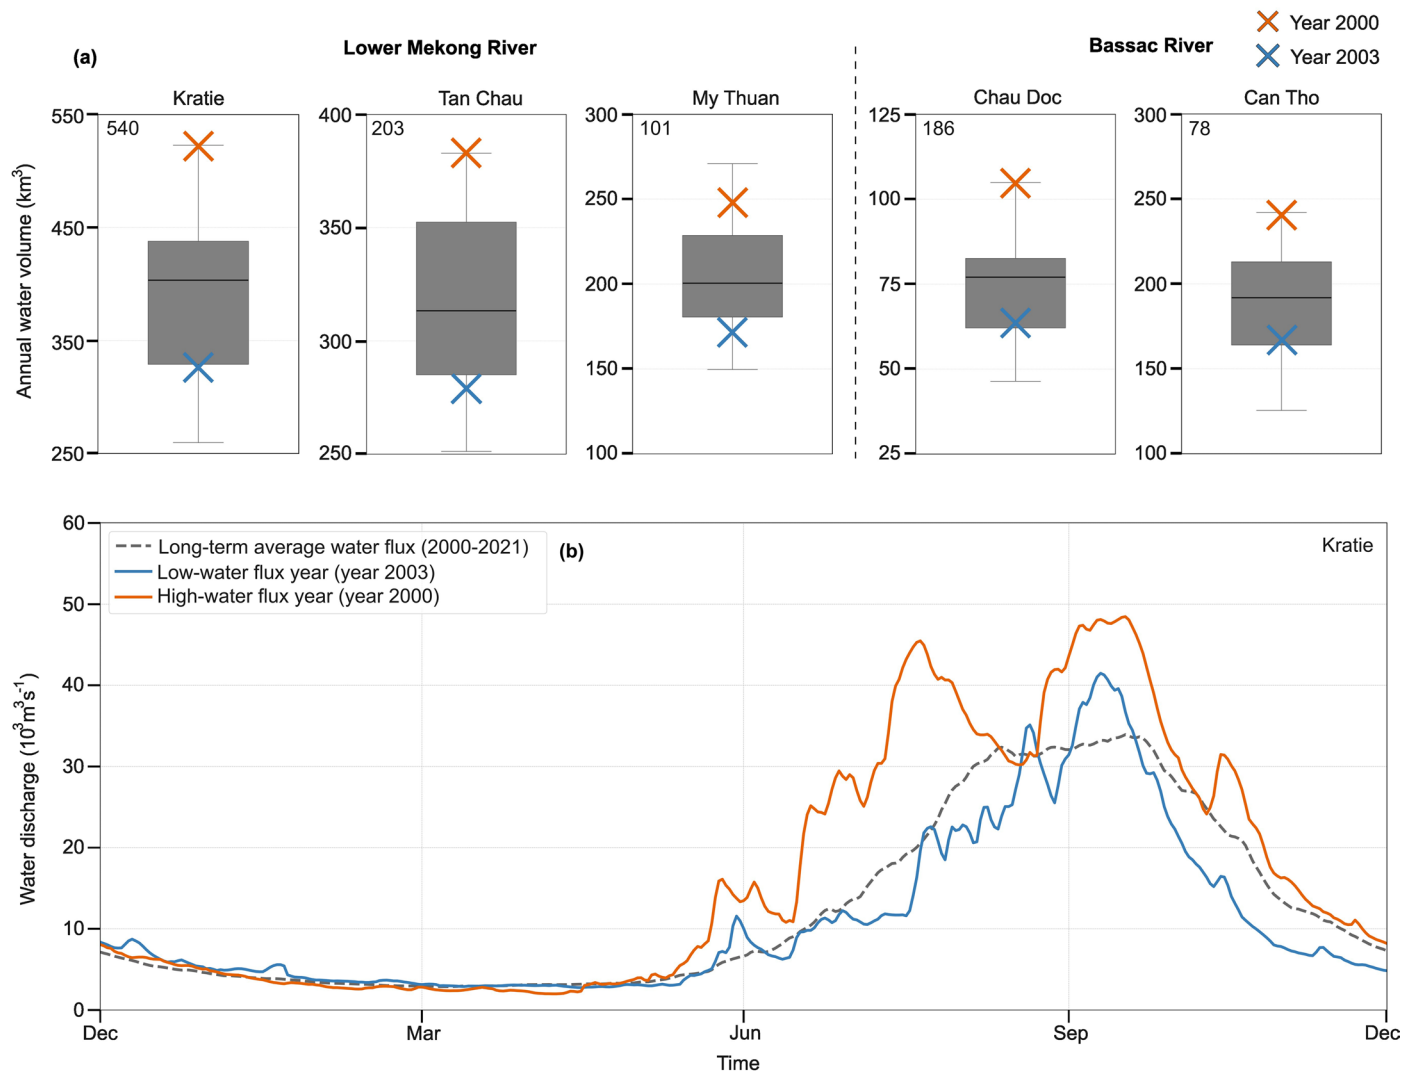 Year 2000
Year 2003
(a)
Lower Mekong River
Bassac River
Kratie
Tan Chau
My Thuan
Chau Doc
Can Tho
Annual water volume (km³)
550
450
350
250
540
400
350
300
250
203
300
250
200
150
100
101
125
100
75
50
25
186
300
250
200
150
100
78
(b)
Kratie
Long-term average water flux (2000-2021)
Low-water flux year (year 2003)
High-water flux year (year 2000)
Water discharge (10³m³s⁻¹)
60
50
40
30
20
10
0
Dec
Mar
Jun
Sep
Dec
Time